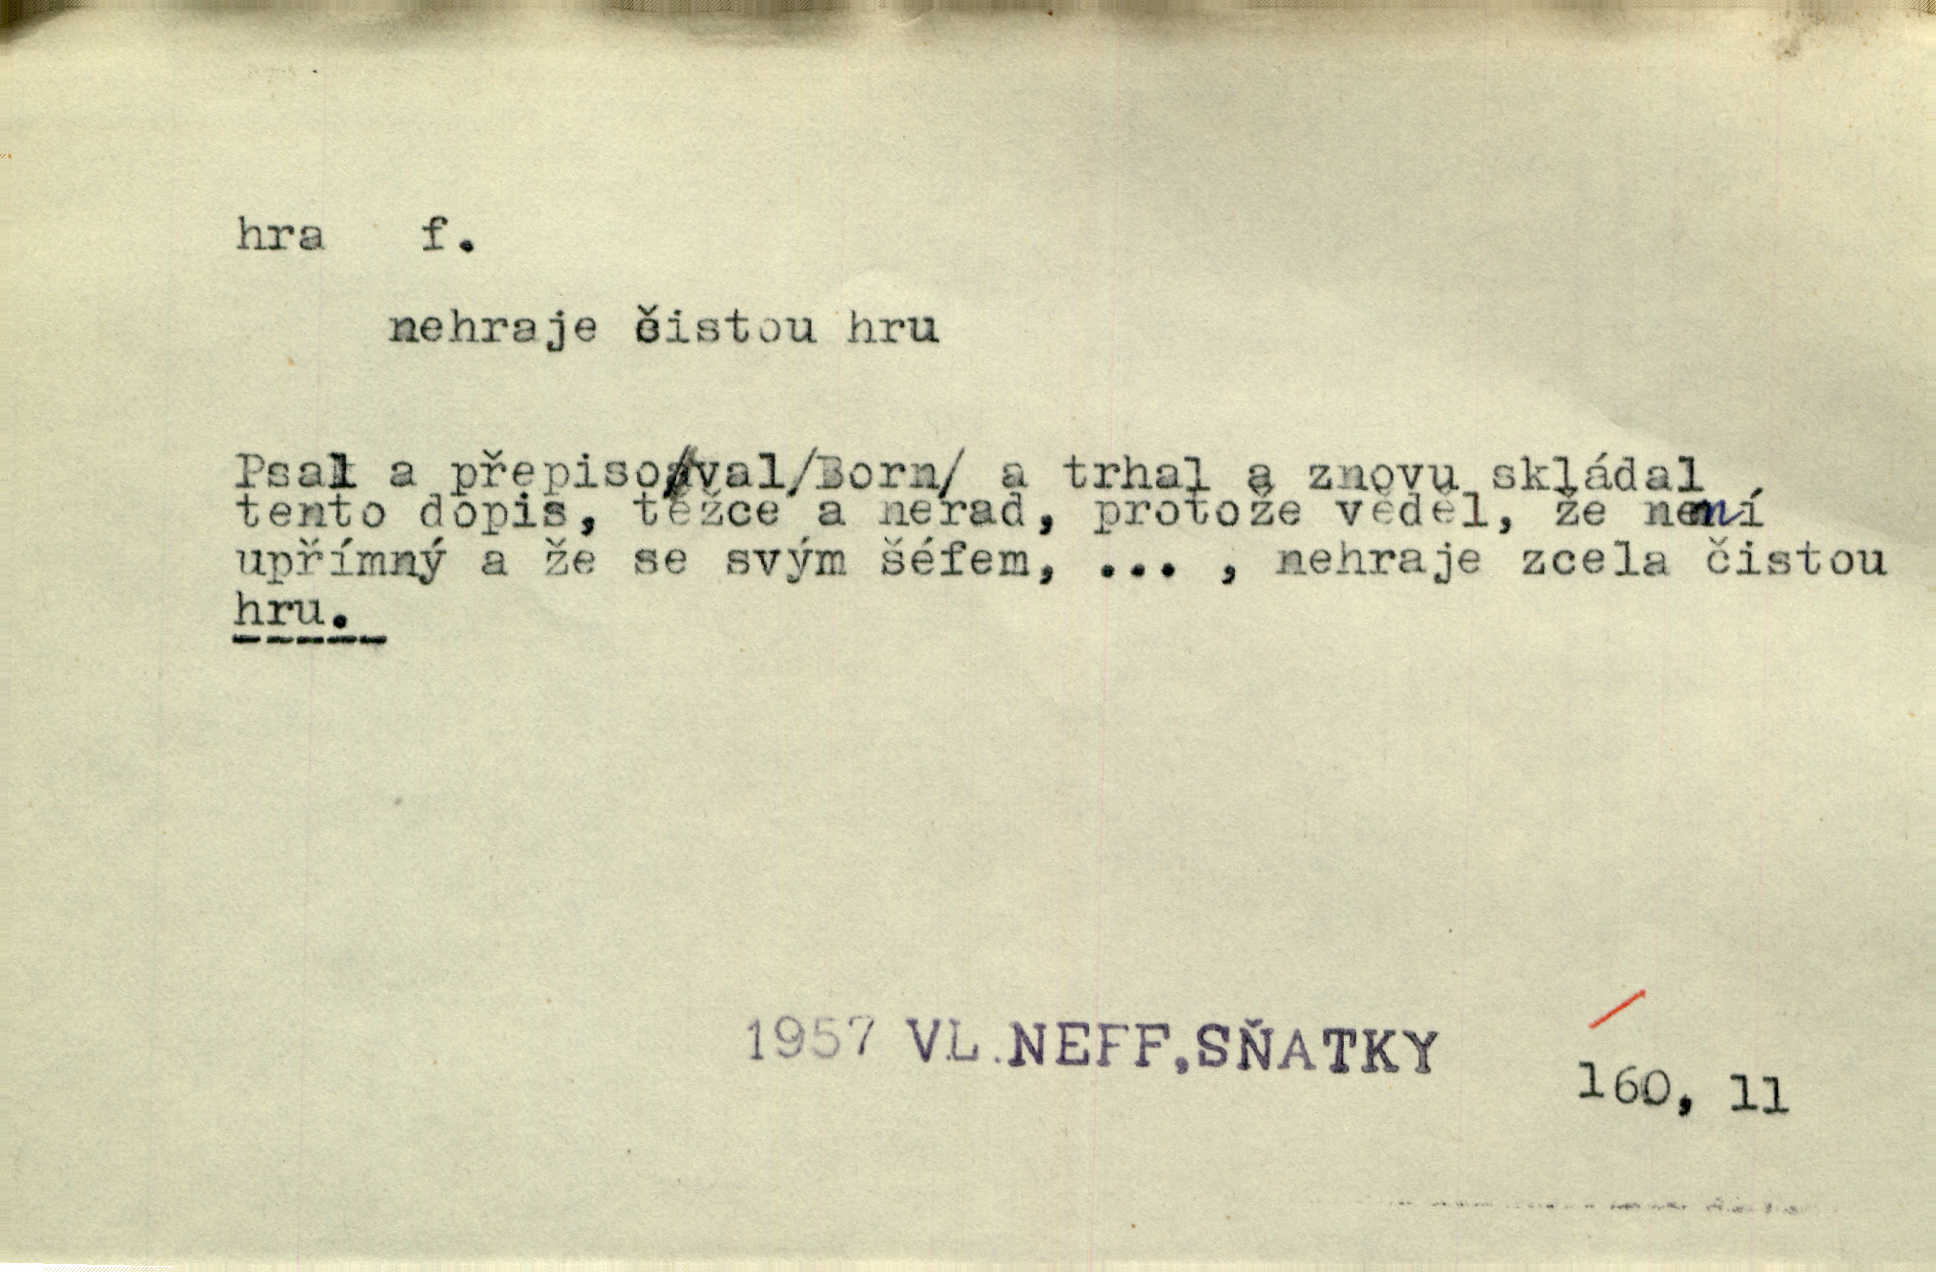 hra f.
nehraje čistou hru
Psal a přepisoval/Born/ a trhal a znovu skládal
tento dopis, těžce a nerad, protože věděl, že není
upřímný a že se svým šéfem, ... , nehraje zcela čistou
hru.
1957 VL.NEFF,SŇATKY
160, 11